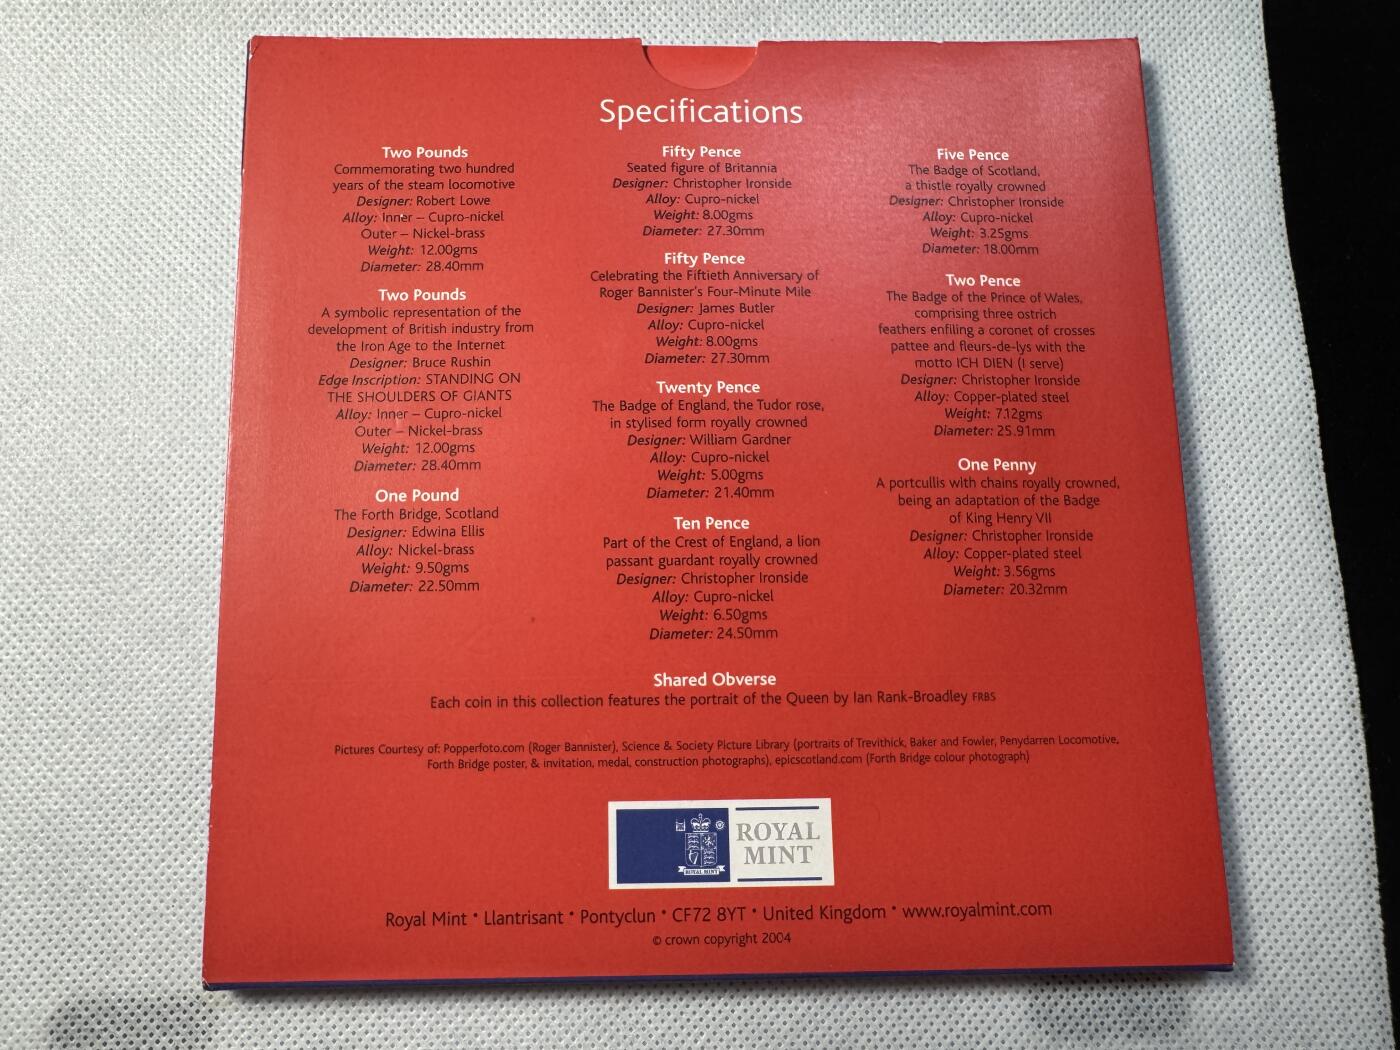 Specifications
Two Pounds
Commemorating two hundred
years of the steam locomotive
Designer: Robert Lowe
Alloy: Inner – Cupro-nickel
Outer – Nickel-brass
Weight: 12.00gms
Diameter: 28.40mm
Two Pounds
A symbolic representation of the
development of British industry from
the Iron Age to the Internet
Designer: Bruce Rushin
Edge Inscription: STANDING ON
THE SHOULDERS OF GIANTS
Alloy: Inner – Cupro-nickel
Outer – Nickel-brass
Weight: 12.00gms
Diameter: 28.40mm
One Pound
The Forth Bridge, Scotland
Designer: Edwina Ellis
Alloy: Nickel-brass
Weight: 9.50gms
Diameter: 22.50mm
Fifty Pence
Seated figure of Britannia
Designer: Christopher Ironside
Alloy: Cupro-nickel
Weight: 8.00gms
Diameter: 27.30mm
Fifty Pence
Celebrating the Fiftieth Anniversary of
Roger Bannister's Four-Minute Mile
Designer: James Butler
Alloy: Cupro-nickel
Weight: 8.00gms
Diameter: 27.30mm
Twenty Pence
The Badge of England, the Tudor rose,
in stylised form royally crowned
Designer: William Gardner
Alloy: Cupro-nickel
Weight: 5.00gms
Diameter: 21.40mm
Ten Pence
Part of the Crest of England, a lion
passant guardant royally crowned
Designer: Christopher Ironside
Alloy: Cupro-nickel
Weight: 6.50gms
Diameter: 24.50mm
Five Pence
The Badge of Scotland,
a thistle royally crowned
Designer: Christopher Ironside
Alloy: Cupro-nickel
Weight: 3.25gms
Diameter: 18.00mm
Two Pence
The Badge of the Prince of Wales,
comprising three ostrich
feathers enfiling a coronet of crosses
pattee and fleurs-de-lys with the
motto ICH DIEN (I serve)
Designer: Christopher Ironside
Alloy: Copper-plated steel
Weight: 7.12gms
Diameter: 25.91mm
One Penny
A portcullis with chains royally crowned,
being an adaptation of the Badge
of King Henry VII
Designer: Christopher Ironside
Alloy: Copper-plated steel
Weight: 3.56gms
Diameter: 20.32mm
Shared Obverse
Each coin in this collection features the portrait of the Queen by Ian Rank-Broadley FRBS
Pictures Courtesy of: Popperfoto.com (Roger Bannister), Science & Society Picture Library (portraits of Trevithick, Baker and Fowler, Penydarren Locomotive,
Forth Bridge poster, & invitation, medal, construction photographs), epicscotland.com (Forth Bridge colour photograph)
ROYAL MINT
ROYAL
MINT
Royal Mint • Llantrisant • Pontyclun • CF72 8YT • United Kingdom • www.royalmint.com
© crown copyright 2004